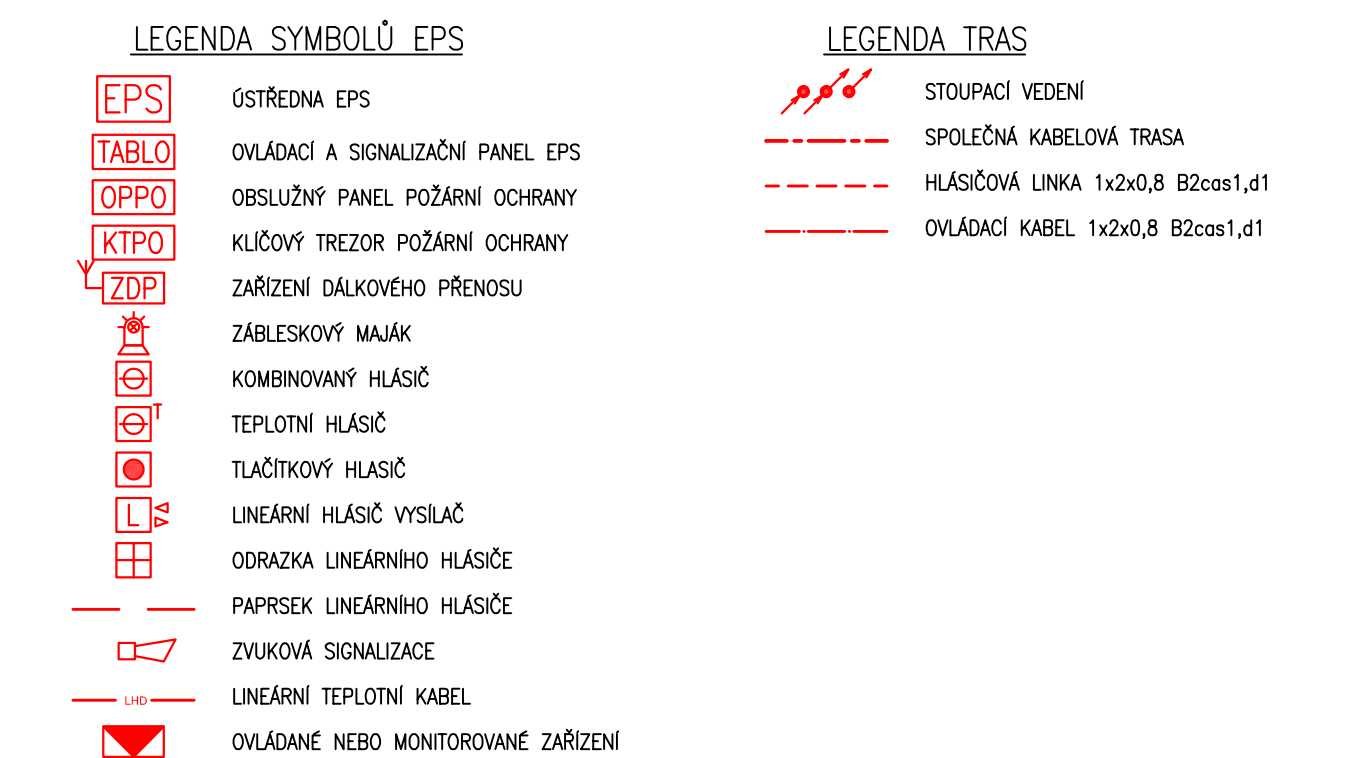 LEGENDA SYMBOLŮ EPS
EPS ÚSTŘEDNA EPS
TABLO OVLÁDACÍ A SIGNALIZAČNÍ PANEL EPS
OPPO OBSLUŽNÝ PANEL POŽÁRNÍ OCHRANY
KTPO KLÍČOVÝ TREZOR POŽÁRNÍ OCHRANY
ZDP ZAŘÍZENÍ DÁLKOVÉHO PŘENOSU
ZÁBLESKOVÝ MAJÁK
KOMBINOVANÝ HLÁSIČ
T TEPLOTNÍ HLÁSIČ
TLAČÍTKOVÝ HLASIČ
L LINEÁRNÍ HLÁSIČ VYSÍLAČ
ODRAZKA LINEÁRNÍHO HLÁSIČE
PAPRSEK LINEÁRNÍHO HLÁSIČE
ZVUKOVÁ SIGNALIZACE
LHD LINEÁRNÍ TEPLOTNÍ KABEL
OVLÁDANÉ NEBO MONITOROVANÉ ZAŘÍZENÍ
LEGENDA TRAS
STOUPACÍ VEDENÍ
SPOLEČNÁ KABELOVÁ TRASA
HLÁSIČOVÁ LINKA 1x2x0,8 B2cas1,d1
OVLÁDACÍ KABEL 1x2x0,8 B2cas1,d1